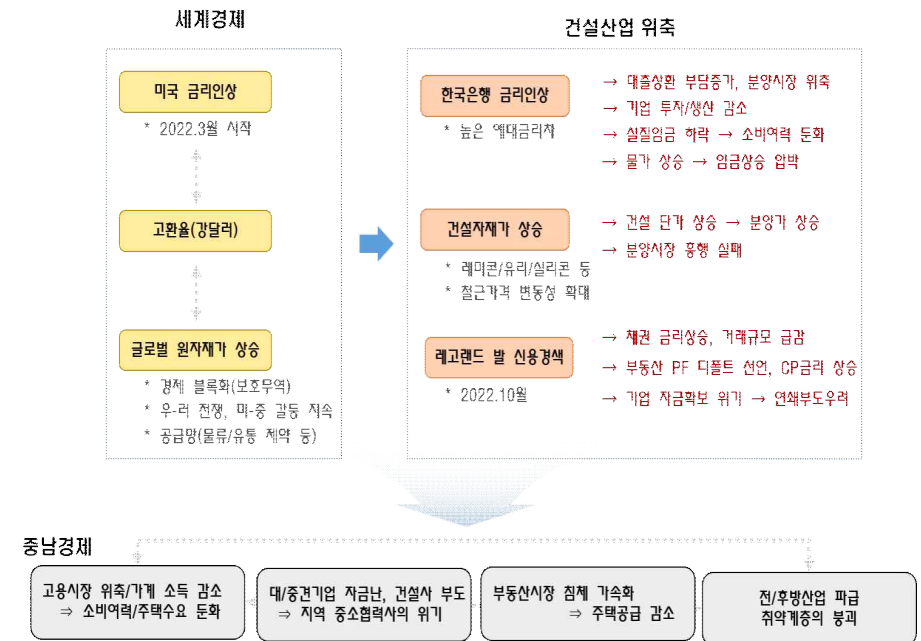 세계경제
미국 금리인상
* 2022.3월 시작
고환율(강달러)
글로벌 원자재가 상승
* 경제 블록화(보호무역)
* 우-러 전쟁, 미-중 갈등 지속
* 공급망(물류/유통 제약 등)
건설산업 위축
한국은행 금리인상
* 높은 예대금리차
→ 대출상환 부담증가, 분양시장 위축
→ 기업 투자/생산 감소
→ 실질임금 하락 → 소비여력 둔화
→ 물가 상승 → 임금상승 압박
건설자재가 상승
* 레미콘/유리/실리콘 등
* 철근가격 변동성 확대
→ 건설 단가 상승 → 분양가 상승
→ 분양시장 흥행 실패
레고랜드 발 신용경색
* 2022.10월
→ 채권 금리상승, 거래규모 급감
→ 부동산 PF 디폴트 선언, CP금리 상승
→ 기업 자금확보 위기 → 연쇄부도우려
충남경제
고용시장 위축/가계 소득 감소
⇒ 소비여력/주택수요 둔화
대/중견기업 자금난, 건설사 부도
⇒ 지역 중소협력사의 위기
부동산시장 침체 가속화
⇒ 주택공급 감소
전/후방산업 파급
취약계층의 붕괴